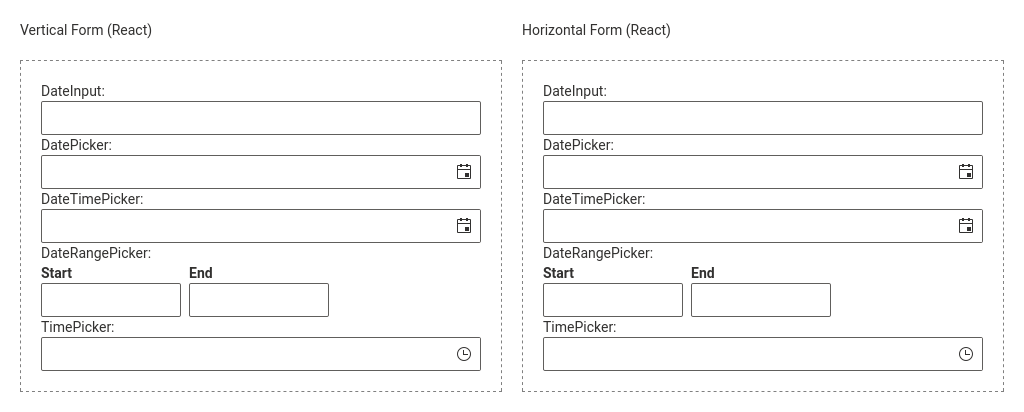 Vertical Form (React)
DateInput:
DatePicker:
DateTimePicker:
DateRangePicker:
Start End
TimePicker:
Horizontal Form (React)
DateInput:
DatePicker:
DateTimePicker:
DateRangePicker:
Start End
TimePicker: